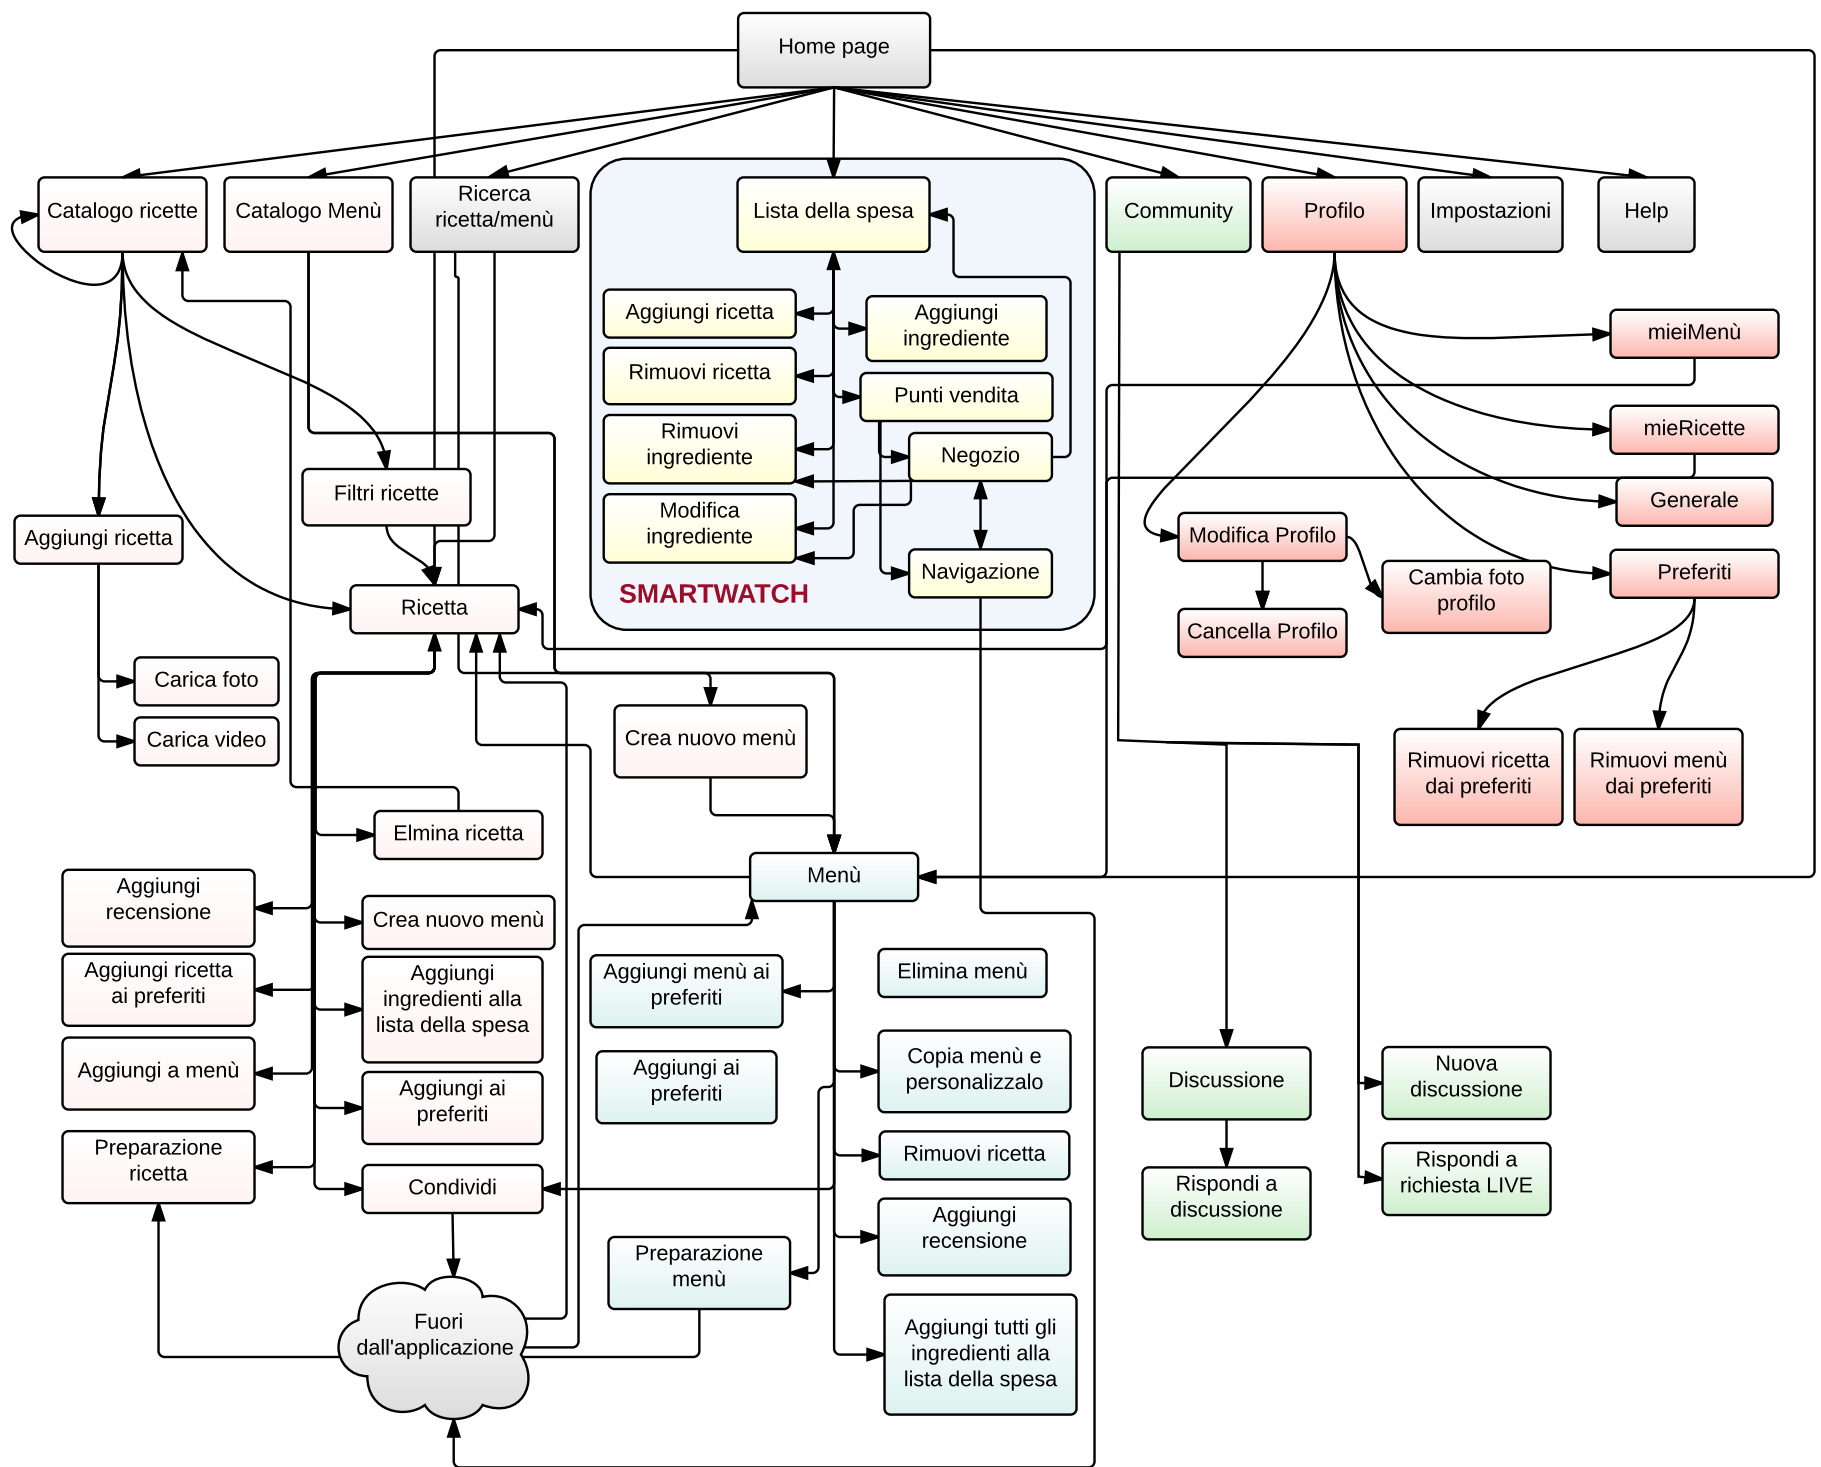 Home page
Catalogo ricette
Catalogo Menù
Ricerca
ricetta/menù
Lista della spesa
Community
Profilo
Impostazioni
Help
Aggiungi ricetta
Aggiungi
ingrediente
Rimuovi ricetta
Punti vendita
Rimuovi
ingrediente
Negozio
Modifica
ingrediente
Navigazione
SMARTWATCH
mieiMenù
mieRicette
Generale
Modifica Profilo
Cambia foto
profilo
Preferiti
Cancella Profilo
Rimuovi ricetta
dai preferiti
Rimuovi menù
dai preferiti
Filtri ricette
Aggiungi ricetta
Ricetta
Carica foto
Carica video
Crea nuovo menù
Elmina ricetta
Menù
Aggiungi
recensione
Crea nuovo menù
Aggiungi ricetta
ai preferiti
Aggiungi
ingredienti alla
lista della spesa
Aggiungi a menù
Aggiungi ai
preferiti
Preparazione
ricetta
Condividi
Fuori
dall'applicazione
Aggiungi menù ai
preferiti
Elimina menù
Aggiungi ai
preferiti
Copia menù e
personalizzalo
Rimuovi ricetta
Aggiungi
recensione
Preparazione
menù
Aggiungi tutti gli
ingredienti alla
lista della spesa
Discussione
Nuova
discussione
Rispondi a
discussione
Rispondi a
richiesta LIVE